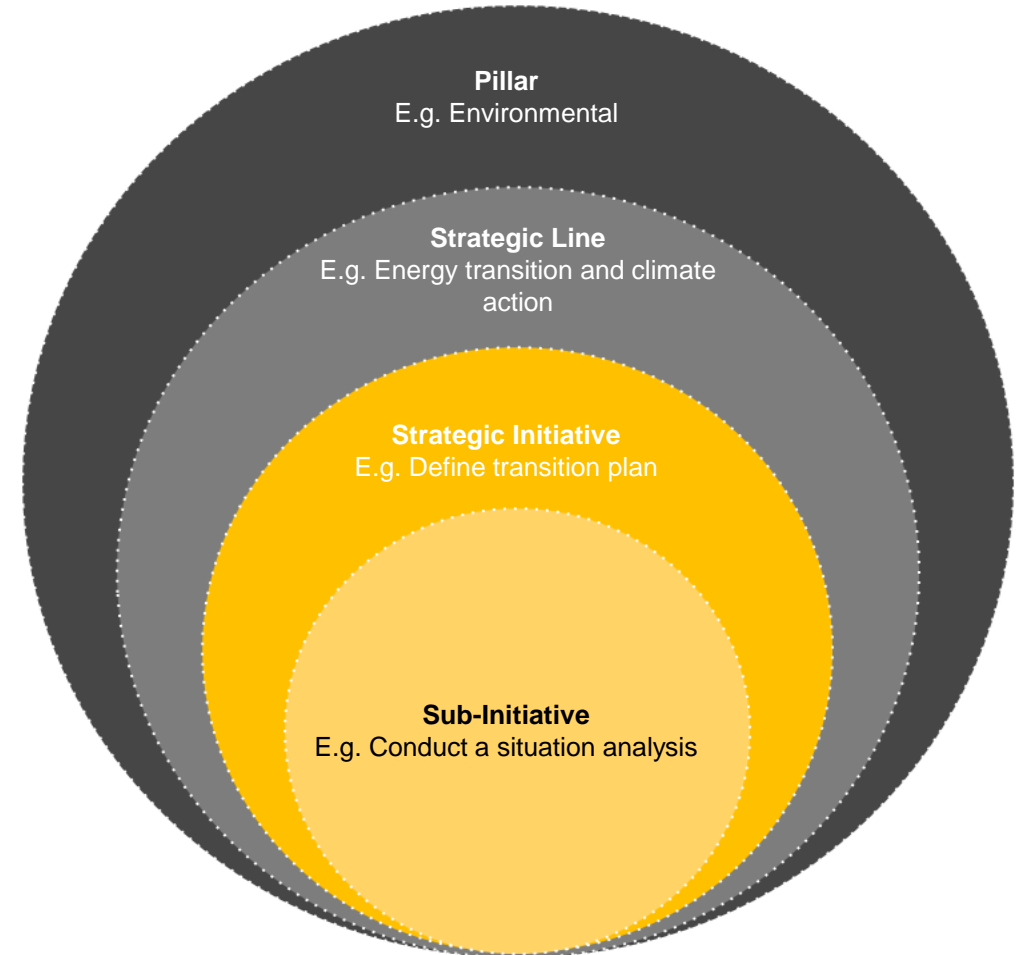 Pillar
E.g. Environmental
Strategic Line
E.g. Energy transition and climate
action
Strategic Initiative
E.g. Define transition plan
Sub-Initiative
E.g. Conduct a situation analysis